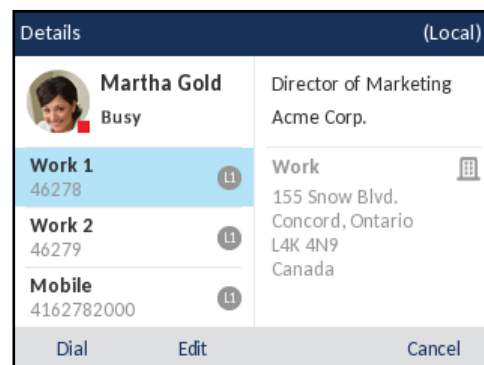 Details (Local)
Martha Gold
Busy
Work 1
46278
L1
Work 2
46279
L1
Mobile
4162782000
L1
Director of Marketing
Acme Corp.
Work
155 Snow Blvd.
Concord, Ontario
L4K 4N9
Canada
Dial Edit Cancel